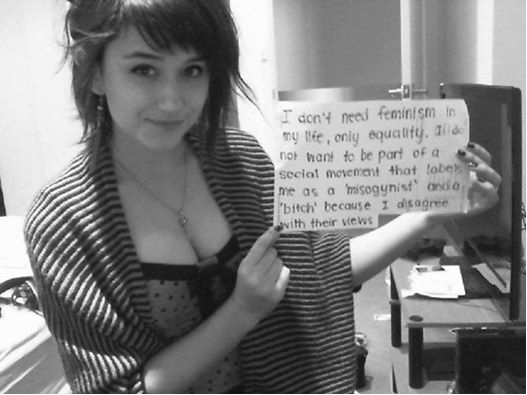 I don't need feminism in
my life, only equality. I do
not want to be part of a
social movement that labels
me as a 'misogynist' and a
'bitch' because I disagree
with their views